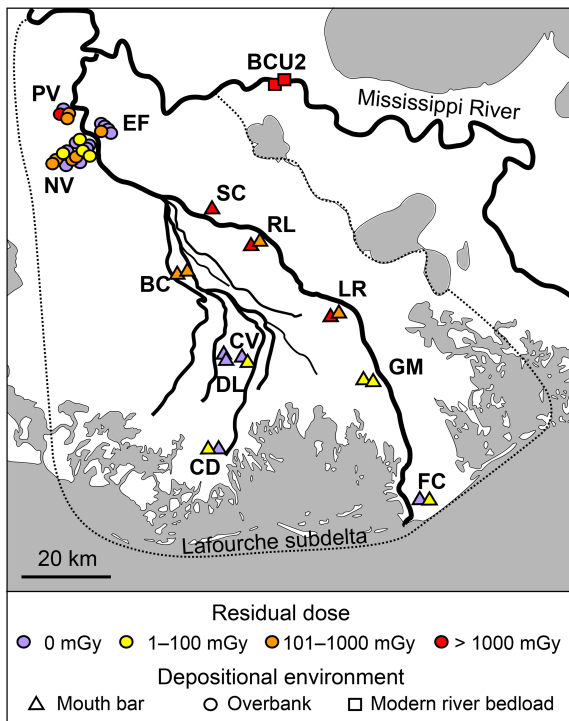 BCU2
Mississippi River
PV
EF
NV
SC
RL
BC
LR
CV
DL
GM
CD
FC
Lafourche subdelta
20 km
Residual dose
0 mGy 1–100 mGy 101–1000 mGy > 1000 mGy
Depositional environment
Mouth bar Overbank Modern river bedload